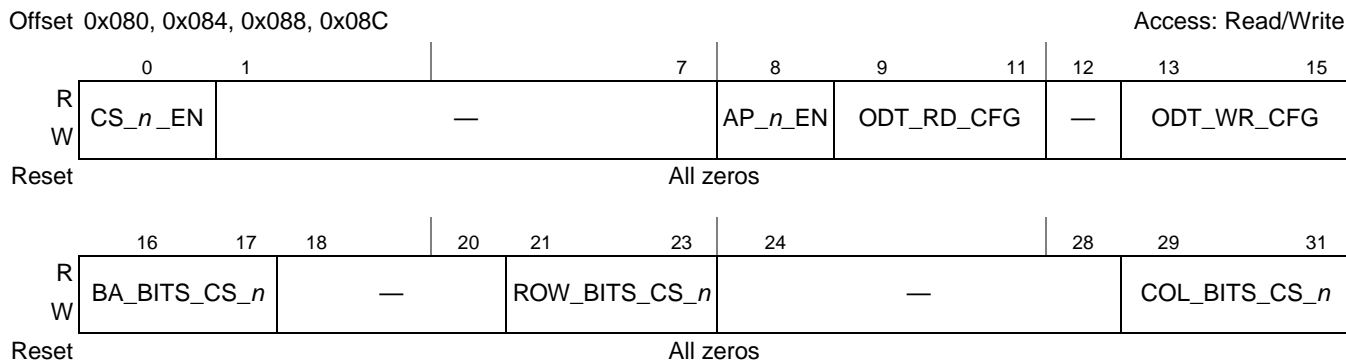 Offset 0x080, 0x084, 0x088, 0x08C Access: Read/Write
0 1 7 8 9 11 12 13 15
R
W
CS_n _EN — AP_n_EN ODT_RD_CFG — ODT_WR_CFG
Reset All zeros
16 17 18 20 21 23 24 28 29 31
R
W
BA_BITS_CS_n — ROW_BITS_CS_n — COL_BITS_CS_n
Reset All zeros